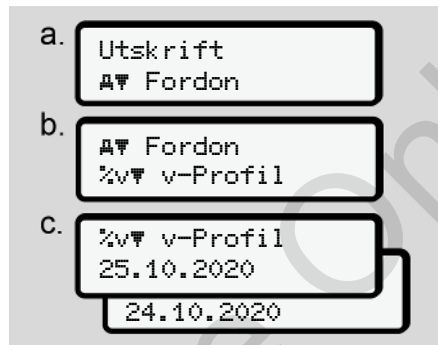 a.
Utskrift
A▼ Fordon
b.
A▼ Fordon
%v▼ v-Profil
c.
%v▼ v-Profil
25.10.2020
24.10.2020